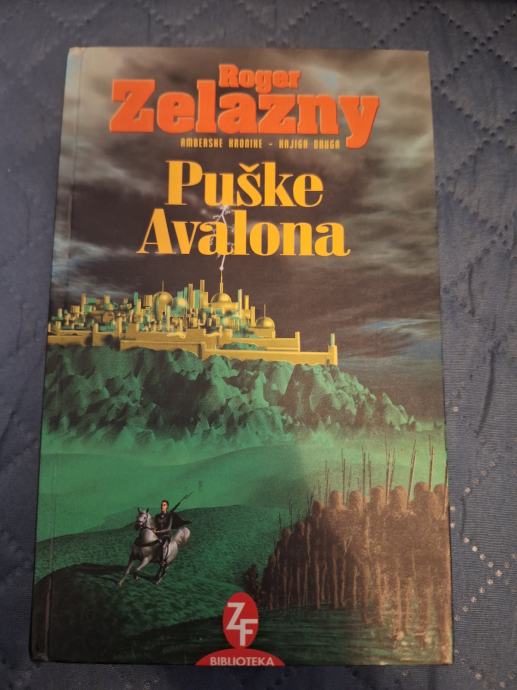 Roger
Zelazny
AMBERSKE KRONIKE - KNJIGA DRUGA
Puške
Avalona
ZF
BIBLIOTEKA